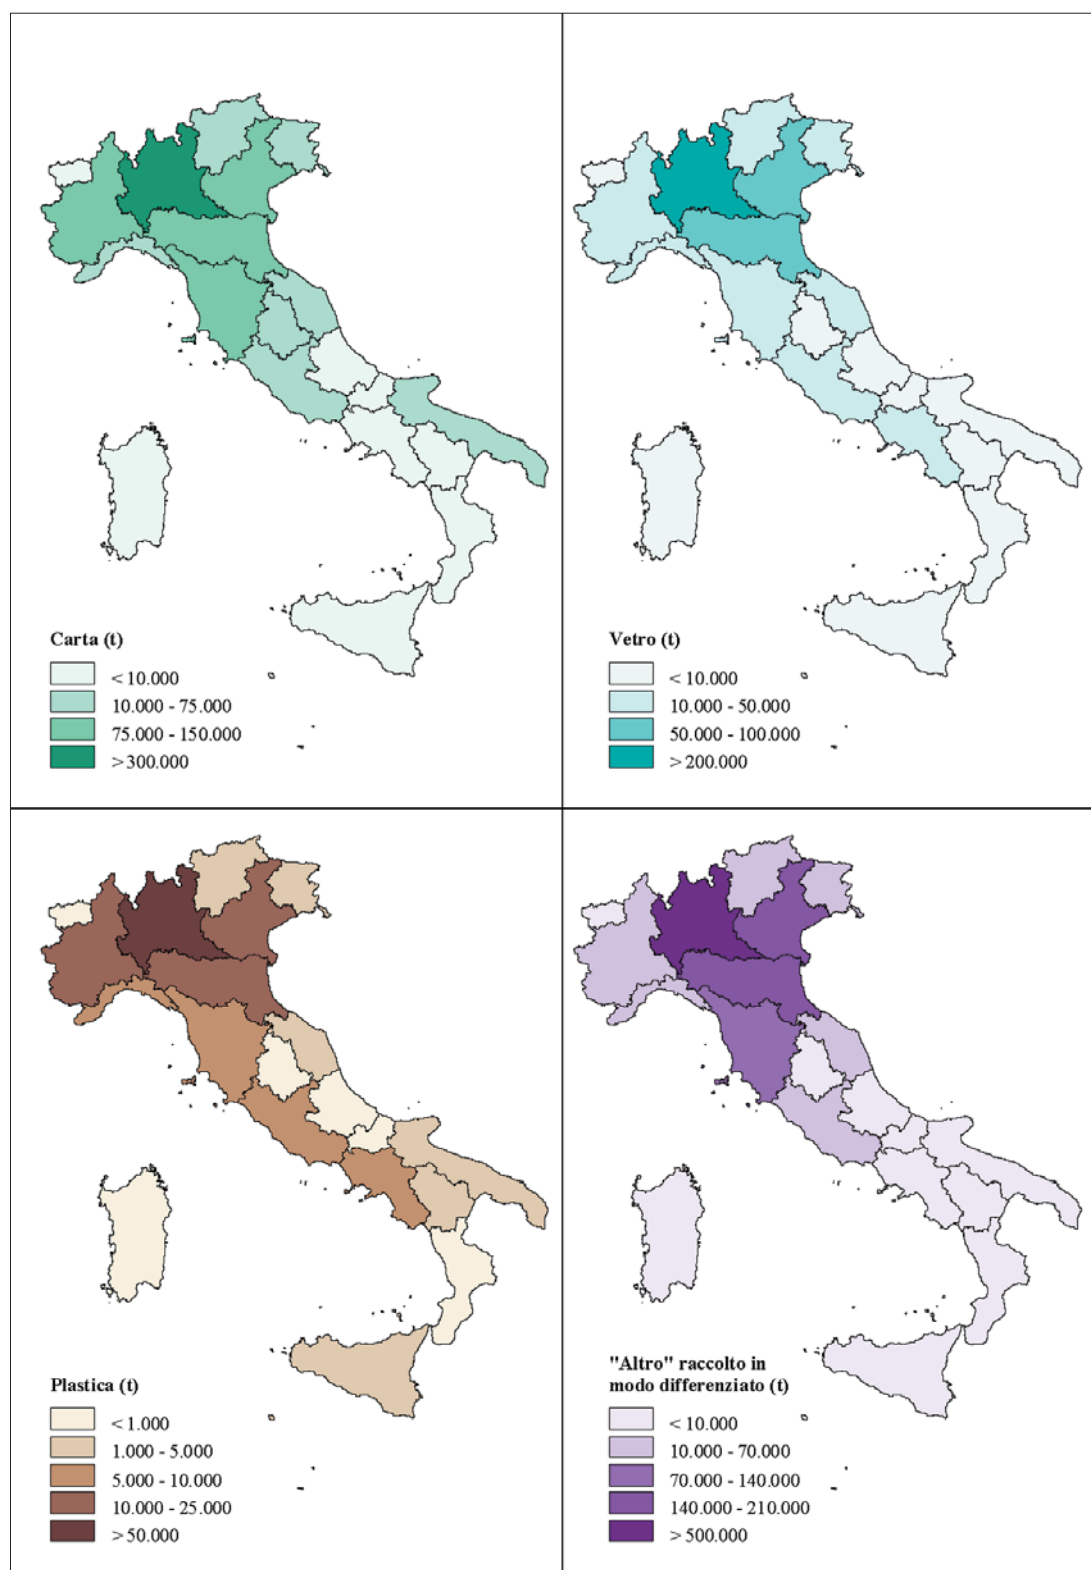 Carta (t)
< 10.000
10.000 - 75.000
75.000 - 150.000
> 300.000
Vetro (t)
< 10.000
10.000 - 50.000
50.000 - 100.000
> 200.000
Plastica (t)
< 1.000
1.000 - 5.000
5.000 - 10.000
10.000 - 25.000
> 50.000
"Altro" raccolto in
modo differenziato (t)
< 10.000
10.000 - 70.000
70.000 - 140.000
140.000 - 210.000
> 500.000